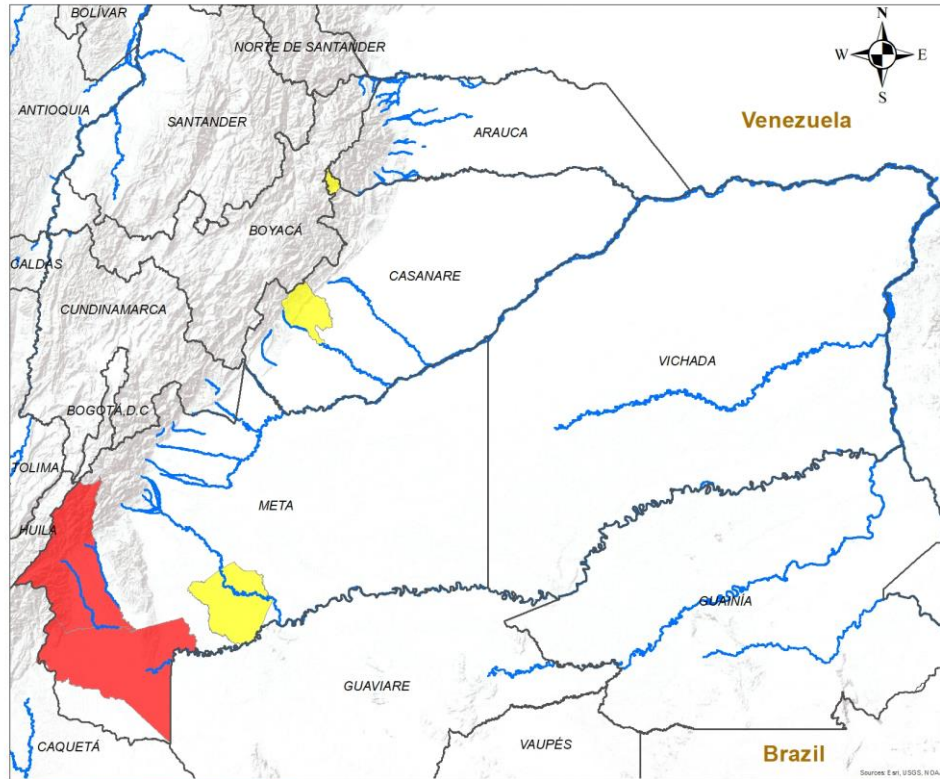 BOLÍVAR
N
NORTE DE SANTANDER
W E
S
ANTIOQUIA
SANTANDER
ARAUCA
Venezuela
BOYACÁ
CALDAS
CASANARE
CUNDINAMARCA
VICHADA
BOGOTÁ, D.C
TOLIMA
META
HUILA
GUAINÍA
GUAVIARE
CAQUETÁ
VAUPÉS
Brazil
Sources: Esri, USGS, NOAA